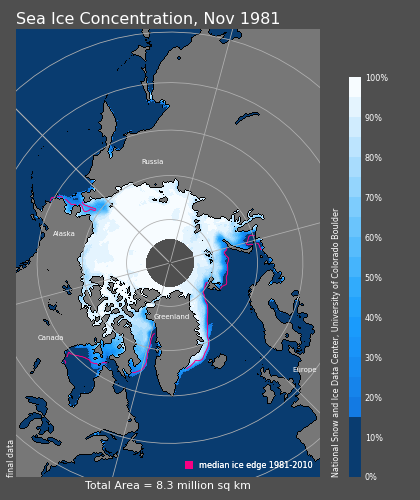 Sea Ice Concentration, Nov 1981
Russia
Alaska
Greenland
Canada
Europe
median ice edge 1981-2010
Total Area = 8.3 million sq km
final data
100%
90%
80%
70%
60%
50%
40%
30%
20%
10%
0%
National Snow and Ice Data Center, University of Colorado Boulder